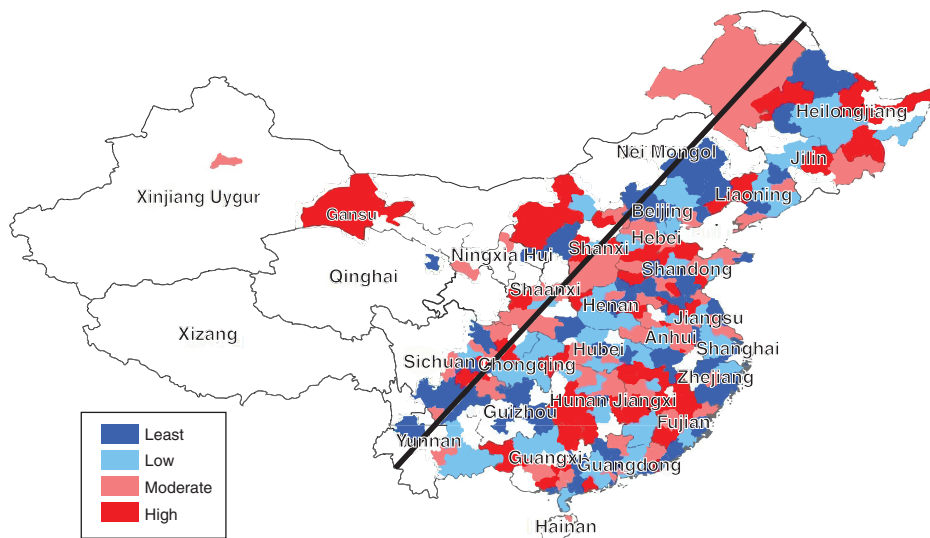 Heilongjiang
Nei Mongol
Jilin
Xinjiang Uygur
Liaoning
Gansu
Beijing
Hebei
Ningxia Hui
Shanxi
Qinghai
Shandong
Shaanxi
Henan
Jiangsu
Xizang
Anhui
Shanghai
Hubei
Sichuan
Chongqing
Zhejiang
Hunan
Jiangxi
Guizhou
Fujian
Yunnan
Guangxi
Guangdong
Hainan
Least
Low
Moderate
High